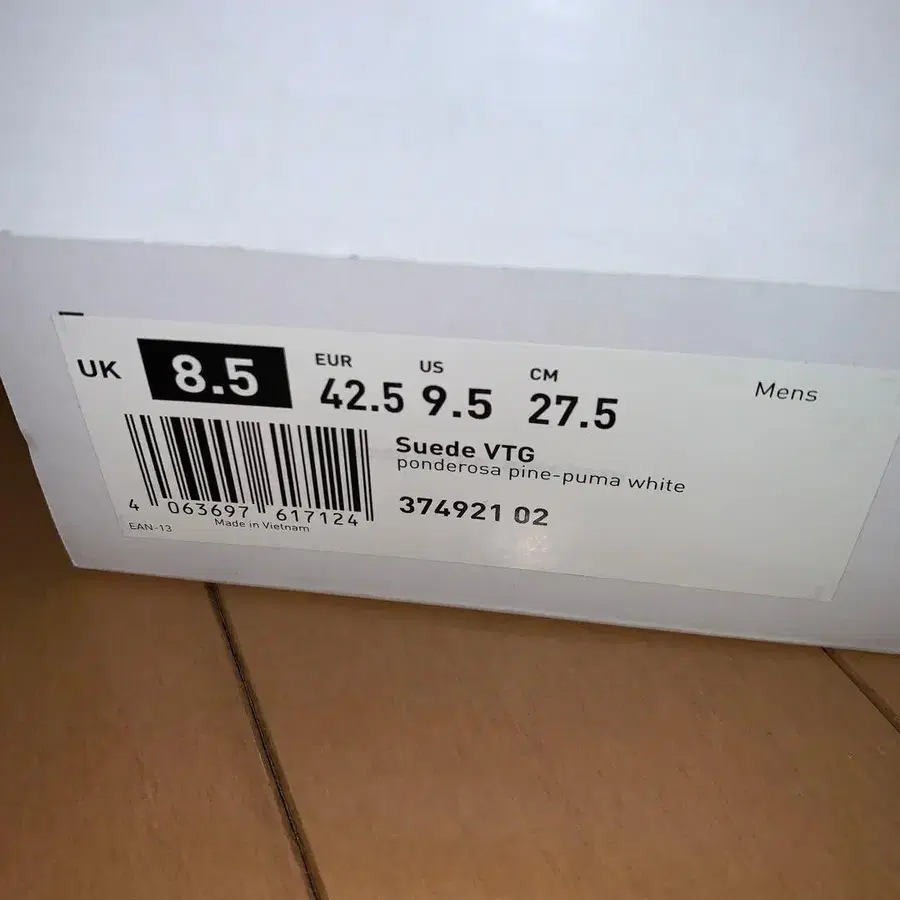 UK 8.5 EUR 42.5 US 9.5 CM 27.5 Mens
Suede VTG
ponderosa pine-puma white
374921 02
4 063697 617124
EAN-13 Made in Vietnam